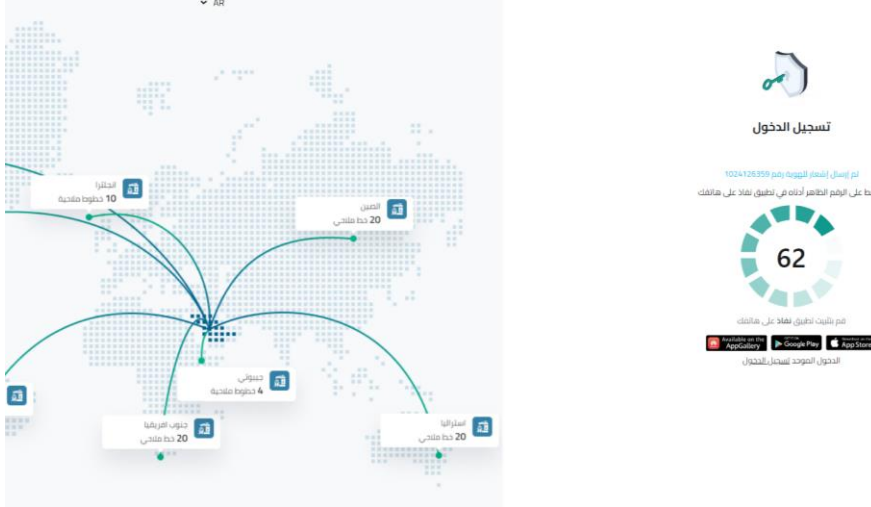 AR
انجلترا
10 خطوط ملاحية
الصين
20 خط ملاحي
جيبوتي
4 خطوط ملاحية
جنوب افريقيا
20 خط ملاحي
استراليا
20 خط ملاحي
تسجيل الدخول
تم إرسال إشعار للهوية رقم 1024126359
على الرقم الظاهر أدناه في تطبيق نفاذ على هاتفك
62
قم بتثبيت تطبيق نفاذ على هاتفك
Available on the AppGallery
Google Play
App Store
الدخول الموحد تسجيل الدخول